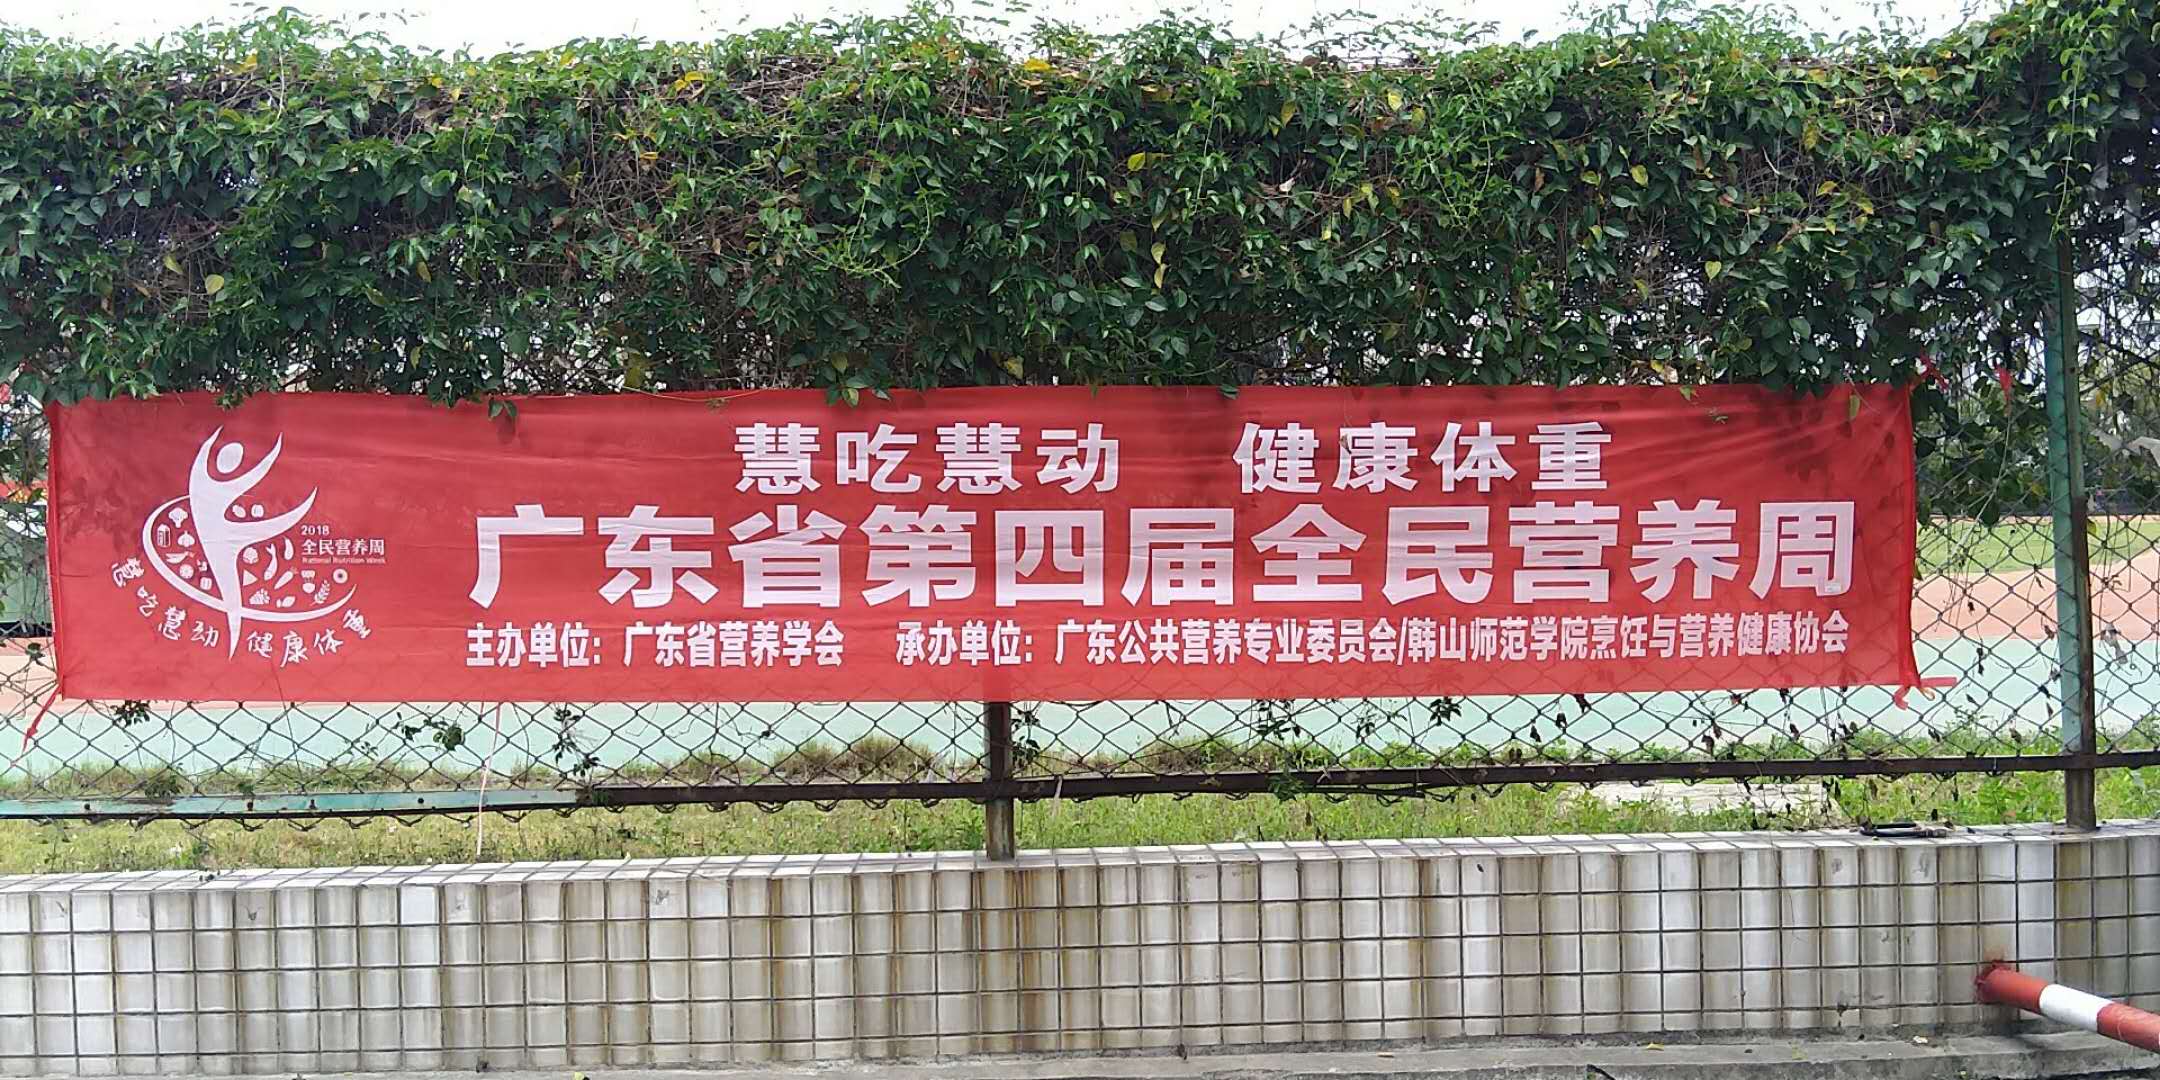 慧吃慧动 健康体重
广东省第四届全民营养周
主办单位：广东省营养学会 承办单位：广东公共营养专业委员会/韩山师范学院烹饪与营养健康协会
2018
全民营养周
National Nutrition Week
慧吃慧动 健康体重